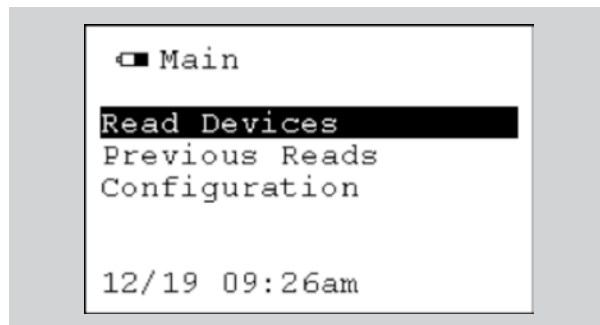 Main
Read Devices
Previous Reads
Configuration
12/19 09:26am